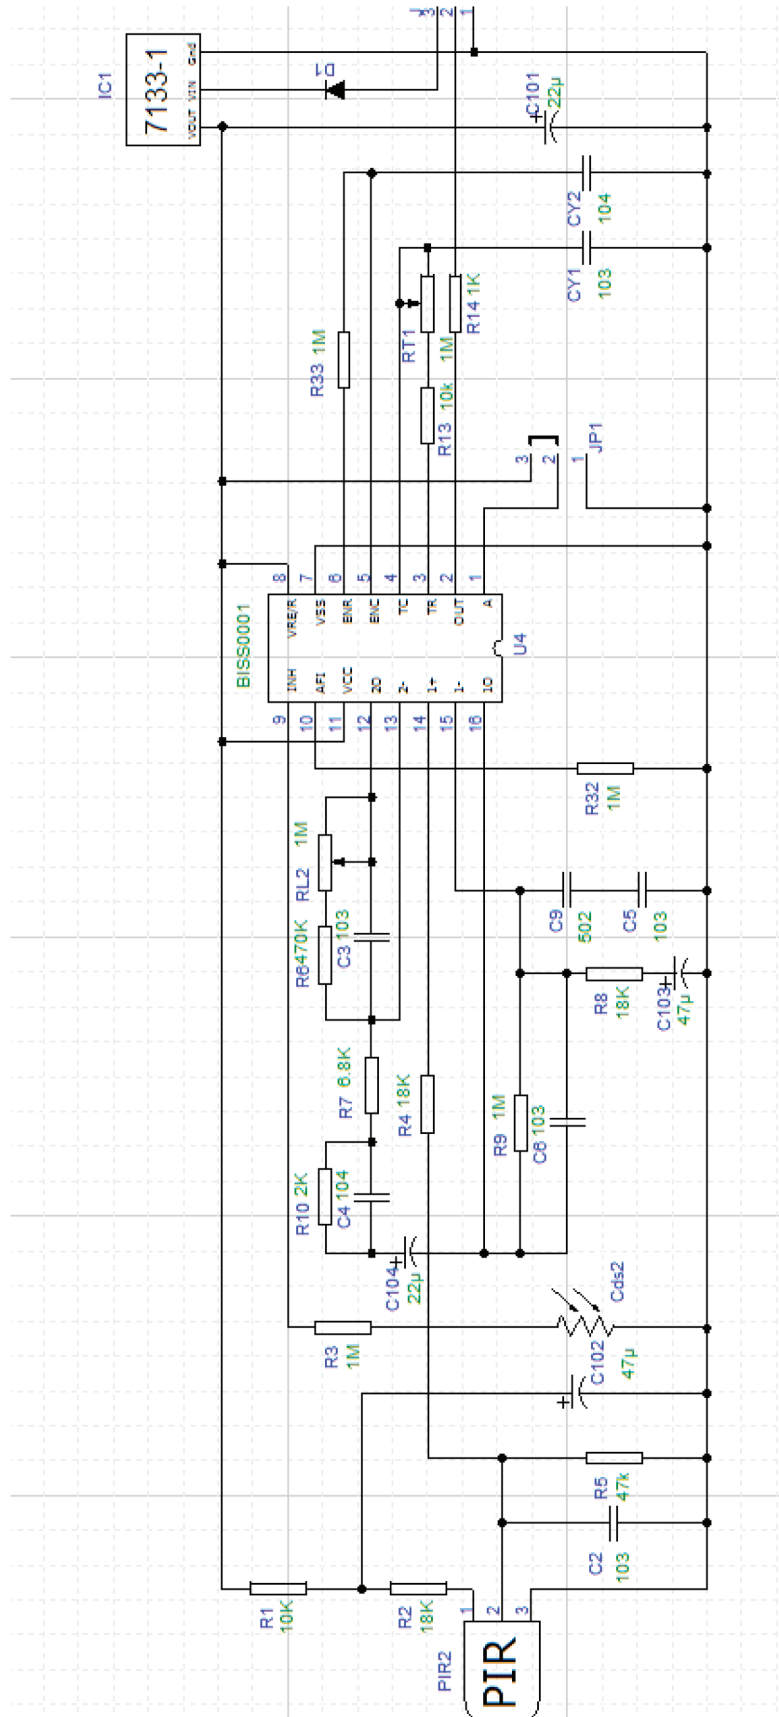 3
2
1
IC1
7133-1
Gnd
VIN
VOUT
D
C101
22µ
CY2
104
CY1
103
R33 1M
RT1
1M
R14 1K
R13
10k
JP1
3
2
1
BISS0001
U4
8
7
6
5
4
3
2
1
VRE/R
VSS
ENR
ENC
TC
TR
OUT
A
INH
AFI
VCC
2O
2-
1+
1-
1O
9
10
11
12
13
14
15
16
R32
1M
RL2
1M
R6 470K
C3 103
C9
502
C5
103
R8
18K
C103
47µ
R7 6.8K
R4 18K
R9 1M
C6 103
R10 2K
C4 104
C104
22µ
Cds2
R3
1M
C102
47µ
R5
47k
C2
103
R1
10K
R2
18K
PIR2
1
2
3
PIR